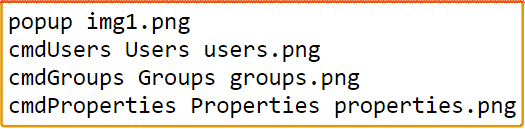 popup img1.png
cmdUsers Users users.png
cmdGroups Groups groups.png
cmdProperties Properties properties.png